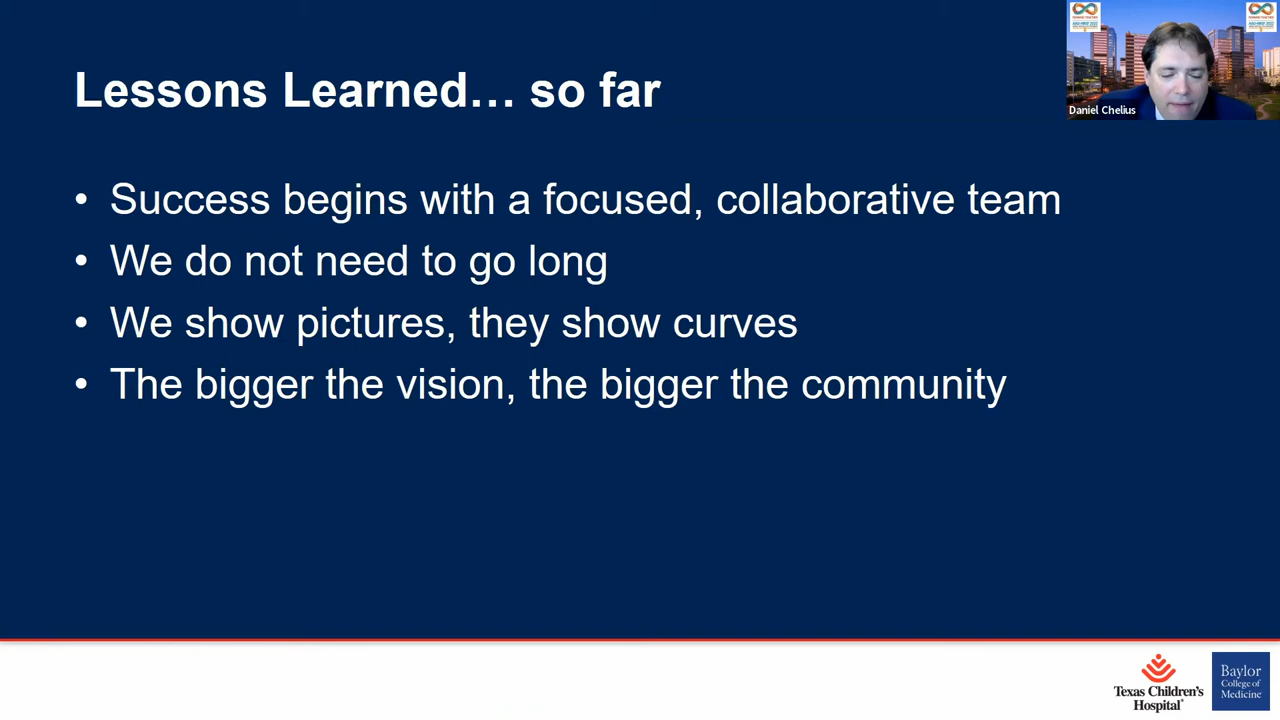 Lessons Learned… so far
Daniel Chelius
• Success begins with a focused, collaborative team
• We do not need to go long
• We show pictures, they show curves
• The bigger the vision, the bigger the community
Texas Children's
Hospital®
Baylor
College of
Medicine